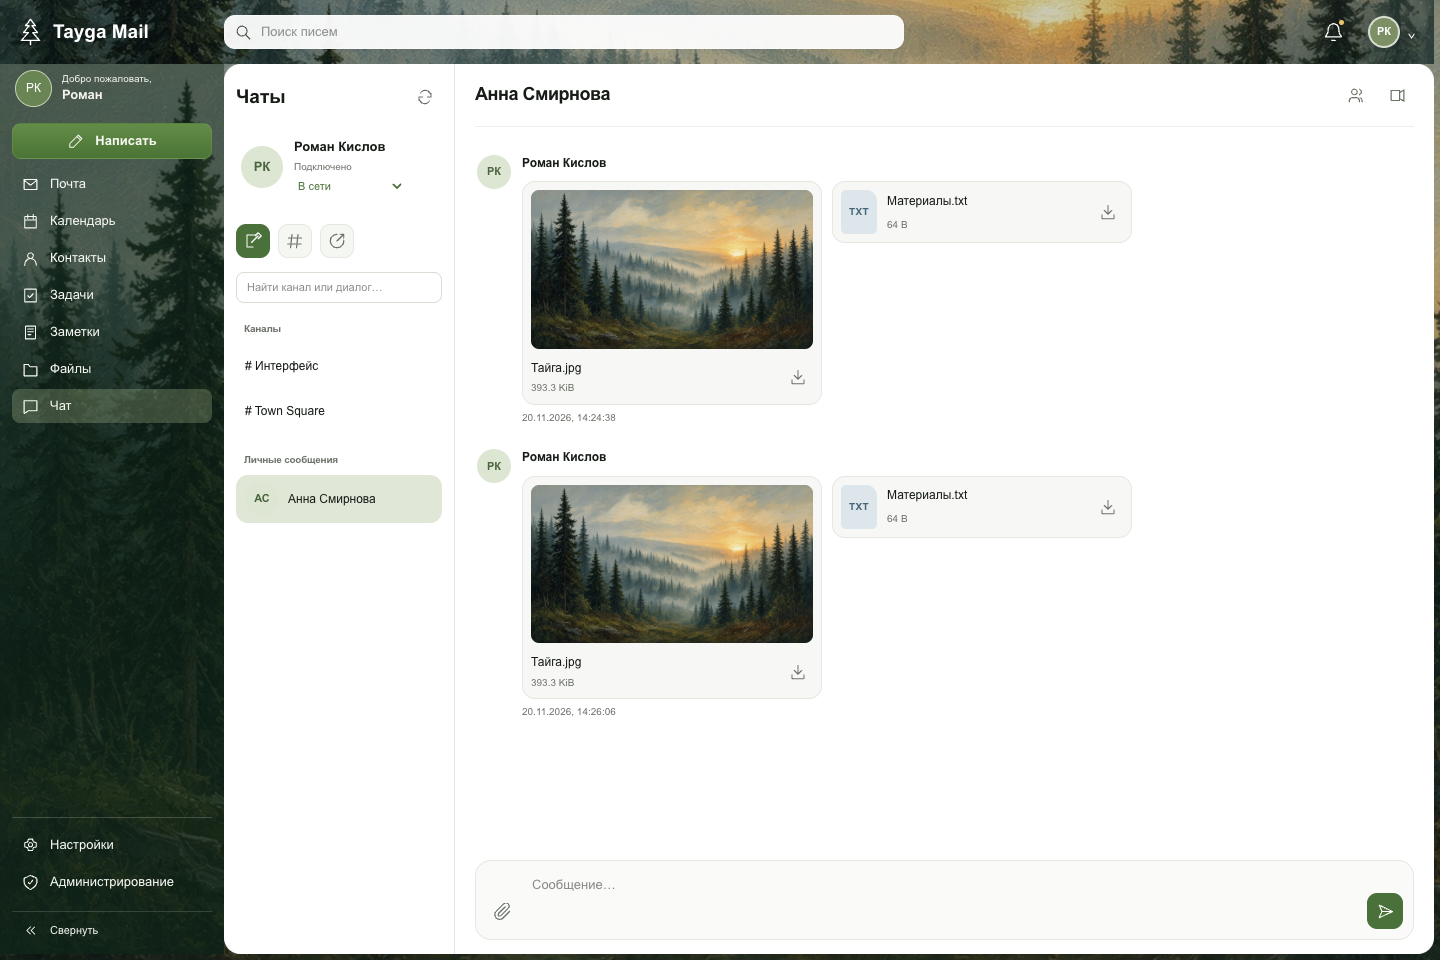 Tayga Mail
Поиск писем
РК
РК
Добро пожаловать,
Роман
Написать
Почта
Календарь
Контакты
Задачи
Заметки
Файлы
Чат
Настройки
Администрирование
Свернуть
Чаты
РК
Роман Кислов
Подключено
В сети
Найти канал или диалог…
Каналы
# Интерфейс
# Town Square
Личные сообщения
АС
Анна Смирнова
Анна Смирнова
РК
Роман Кислов
Тайга.jpg
393.3 KiB
TXT
Материалы.txt
64 B
20.11.2026, 14:24:38
РК
Роман Кислов
Тайга.jpg
393.3 KiB
TXT
Материалы.txt
64 B
20.11.2026, 14:26:06
Сообщение…